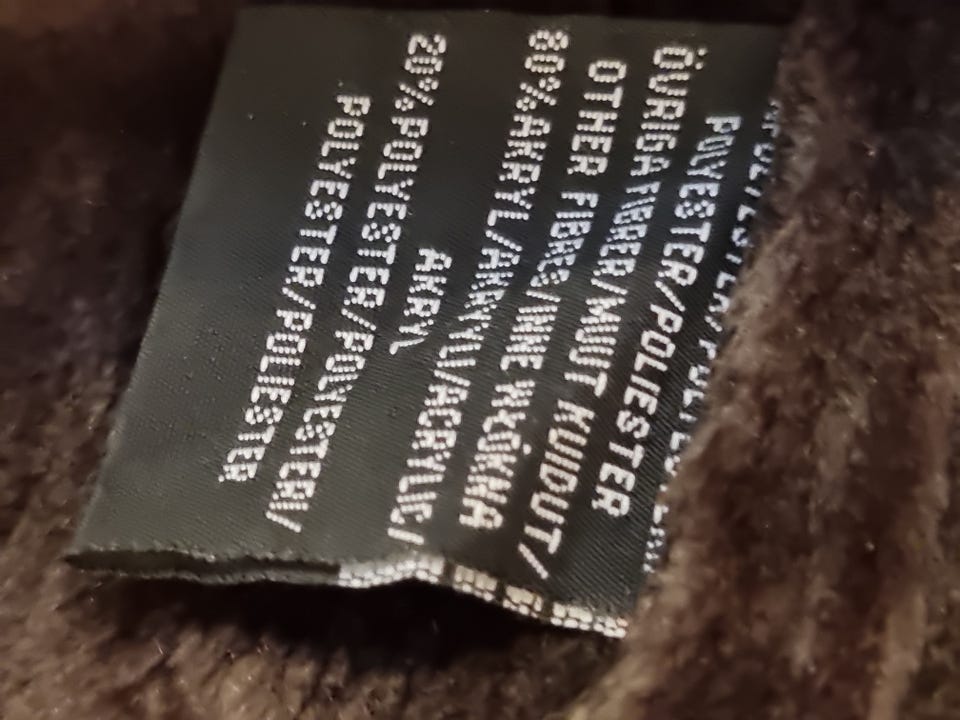 POLYESTER/POLIESTER
ÖVRIGA FIBRER/MUUT KUIDUT/
OTHER FIBRES/INNE WŁÓKNA
80%AKRYL/AKRYYLI/ACRYLIC/
AKRYL
20%POLYESTER/POLYESTERI/
POLYESTER/POLIESTER